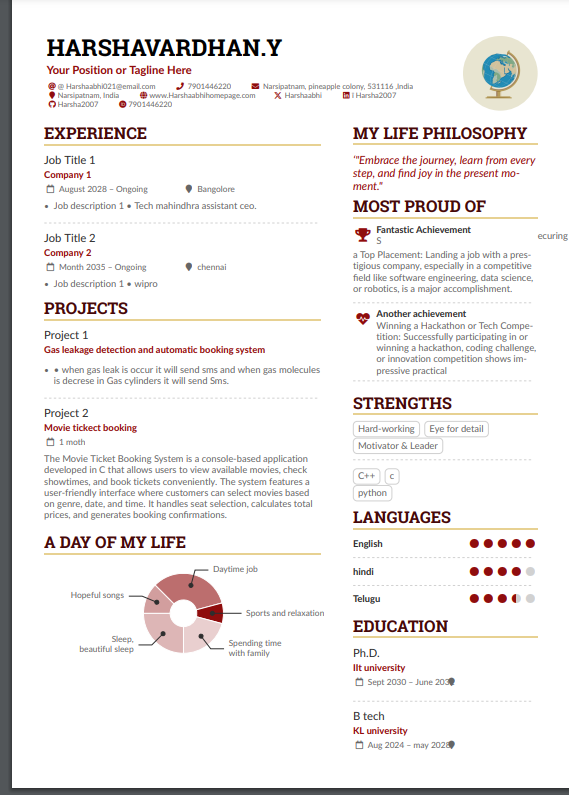 HARSHAVARDHAN.Y
Your Position or Tagline Here
@ Harshaabhi021@email.com 7901446220 Narsipatnam, pineapple colony, 531116 ,India
Narsipatnam, India www.Harshaabhihomepage.com Harshaabhi l Harsha2007
Harsha2007 7901446220
EXPERIENCE
Job Title 1
Company 1
August 2028 – Ongoing Bangolore
• Job description 1 • Tech mahindhra assistant ceo.
Job Title 2
Company 2
Month 2035 – Ongoing chennai
• Job description 1 • wipro
PROJECTS
Project 1
Gas leakage detection and automatic booking system
• • when gas leak is occur it will send sms and when gas molecules
is decrese in Gas cylinders it will send Sms.
Project 2
Movie tickect booking
1 moth
The Movie Ticket Booking System is a console-based application
developed in C that allows users to view available movies, check
showtimes, and book tickets conveniently. The system features a
user-friendly interface where customers can select movies based
on genre, date, and time. It handles seat selection, calculates total
prices, and generates booking confirmations.
A DAY OF MY LIFE
Daytime job
Hopeful songs
Sports and relaxation
Sleep,
beautiful sleep
Spending time
with family
MY LIFE PHILOSOPHY
"'Embrace the journey, learn from every
step, and find joy in the present mo-
ment."
MOST PROUD OF
Fantastic Achievement
S ecuring
a Top Placement: Landing a job with a pres-
tigious company, especially in a competitive
field like software engineering, data science,
or robotics, is a major accomplishment.
Another achievement
Winning a Hackathon or Tech Compe-
tition: Successfully participating in or
winning a hackathon, coding challenge,
or innovation competition shows im-
pressive practical
STRENGTHS
Hard-working Eye for detail
Motivator & Leader
C++ c
python
LANGUAGES
English
hindi
Telugu
EDUCATION
Ph.D.
IIt university
Sept 2030 – June 203
B tech
KL university
Aug 2024 – may 2028